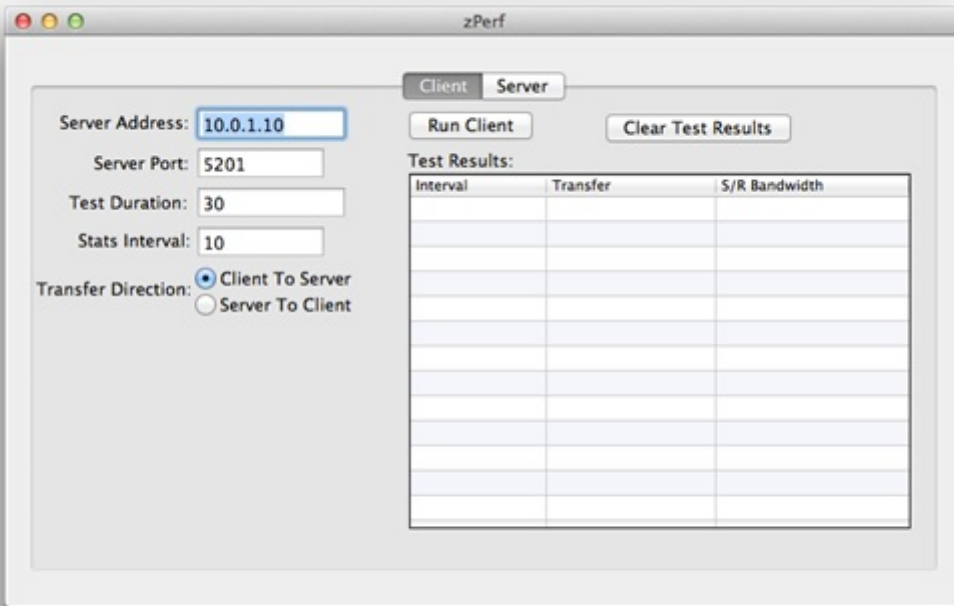 zPerf
Client Server
Server Address: 10.0.1.10
Server Port: 5201
Test Duration: 30
Stats Interval: 10
Transfer Direction:
Client To Server
Server To Client
Run Client
Clear Test Results
Test Results:
Interval Transfer S/R Bandwidth